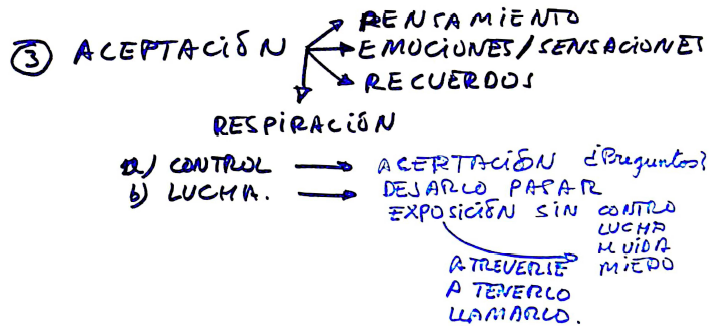 PENSAMIENTO
③ ACEPTACIÓN EMOCIONES/SENSACIONES
RECUERDOS
RESPIRACIÓN
a) CONTROL ACEPTACIÓN ¿Preguntas?
b) LUCHA. DEJARLO PASAR
EXPOSICIÓN SIN CONTRO
LUCHA
HUIDA
ATREVERSE MIEDO
A TENERLO
LLAMARLO.